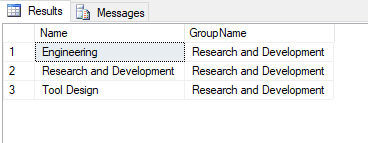 Results Messages
Name GroupName
1 Engineering Research and Development
2 Research and Development Research and Development
3 Tool Design Research and Development